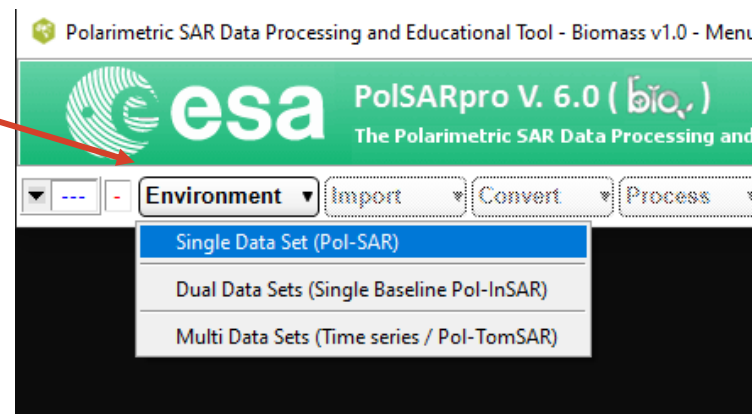 Polarimetric SAR Data Processing and Educational Tool - Biomass v1.0 - Menu
esa
PolSARpro V. 6.0 ( bio. )
The Polarimetric SAR Data Processing and
--- - Environment Import Convert Process
Single Data Set (Pol-SAR)
Dual Data Sets (Single Baseline Pol-InSAR)
Multi Data Sets (Time series / Pol-TomSAR)